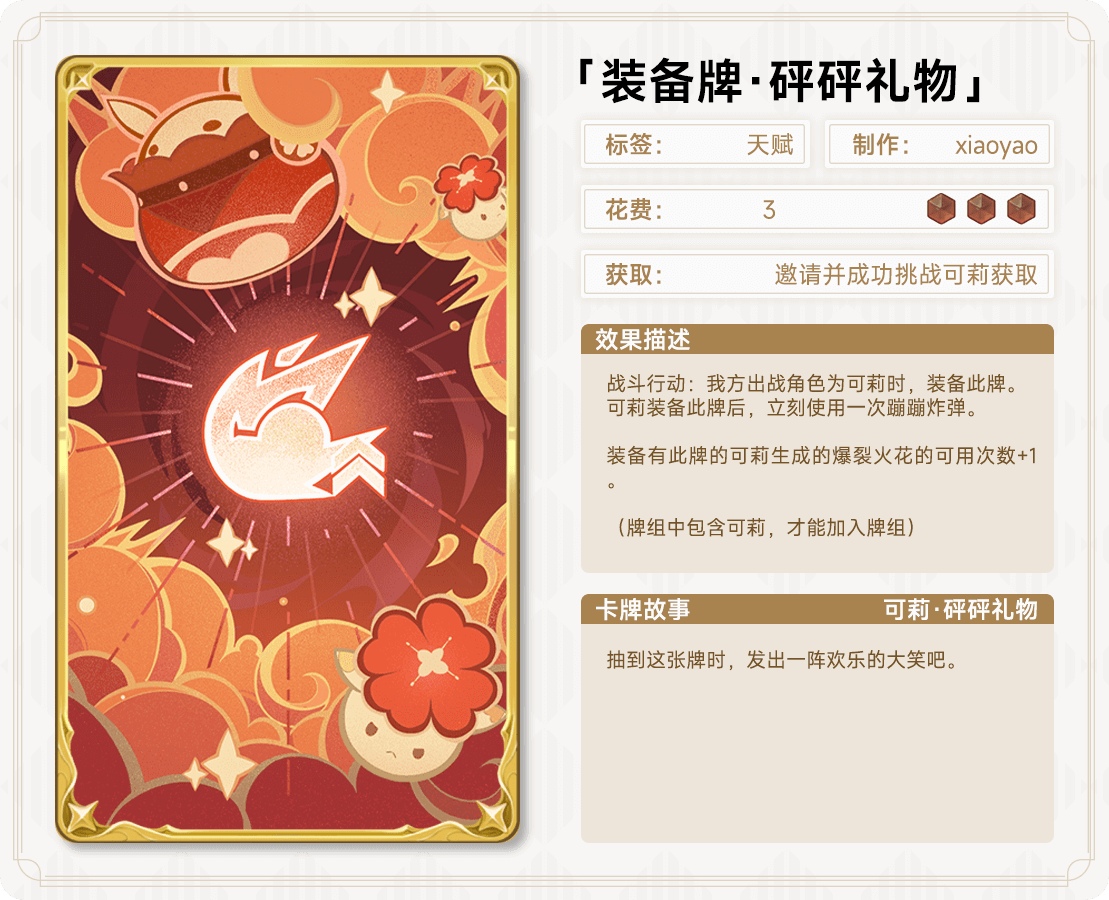 「装备牌·砰砰礼物」
标签： 天赋 制作： xiaoyao
花费： 3
获取： 邀请并成功挑战可莉获取
效果描述
战斗行动：我方出战角色为可莉时，装备此牌。
可莉装备此牌后，立刻使用一次蹦蹦炸弹。
装备有此牌的可莉生成的爆裂火花的可用次数+1
。
（牌组中包含可莉，才能加入牌组）
卡牌故事 可莉·砰砰礼物
抽到这张牌时，发出一阵欢乐的大笑吧。